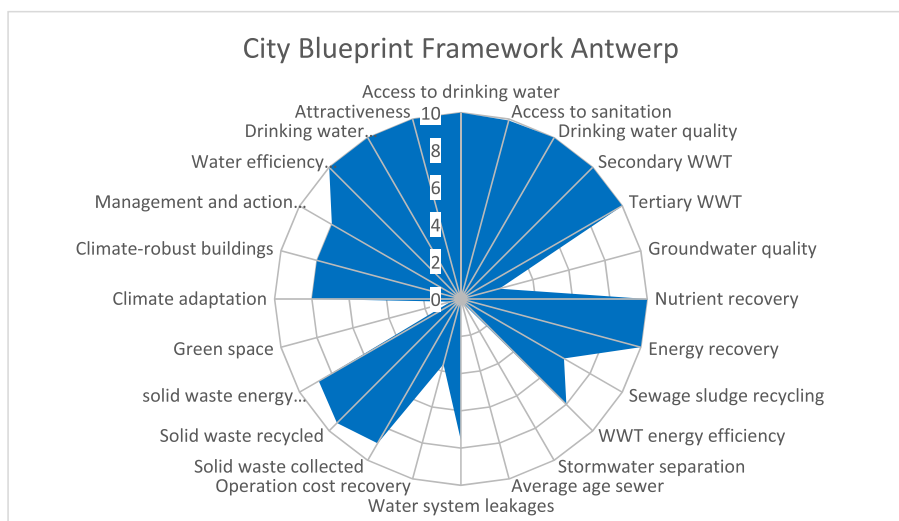 City Blueprint Framework Antwerp
Access to drinking water
Access to sanitation
Drinking water quality
Secondary WWT
Tertiary WWT
Groundwater quality
Nutrient recovery
Energy recovery
Sewage sludge recycling
WWT energy efficiency
Stormwater separation
Average age sewer
Water system leakages
Operation cost recovery
Solid waste collected
Solid waste recycled
solid waste energy...
Green space
Climate adaptation
Climate-robust buildings
Management and action...
Water efficiency...
Drinking water...
Attractiveness
10
8
6
4
2
0